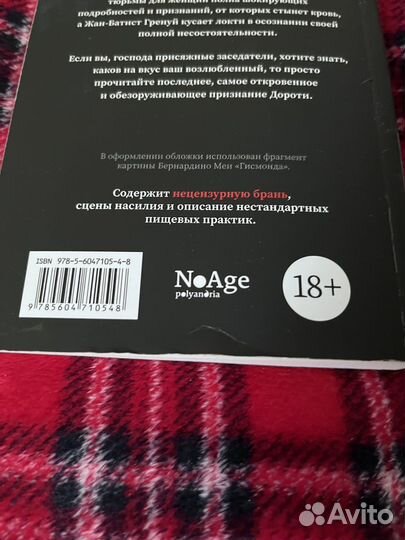 тюрьмы для женщин полна шокирующих
подробностей и признаний, от которых стынет кровь,
а Жан-Батист Гренуй кусает локти в осознании своей
полной несостоятельности.
Если вы, господа присяжные заседатели, хотите знать,
каков на вкус ваш возлюбленный, то просто
прочитайте последнее, самое откровенное
и обезоруживающее признание Дороти.
В оформлении обложки использован фрагмент
картины Бернардино Меи «Гисмонда».
Содержит нецензурную брань,
сцены насилия и описание нестандартных
пищевых практик.
ISBN 978-5-6047105-4-8
9 785604 710548
NoAge
polyandria
18+
Avito